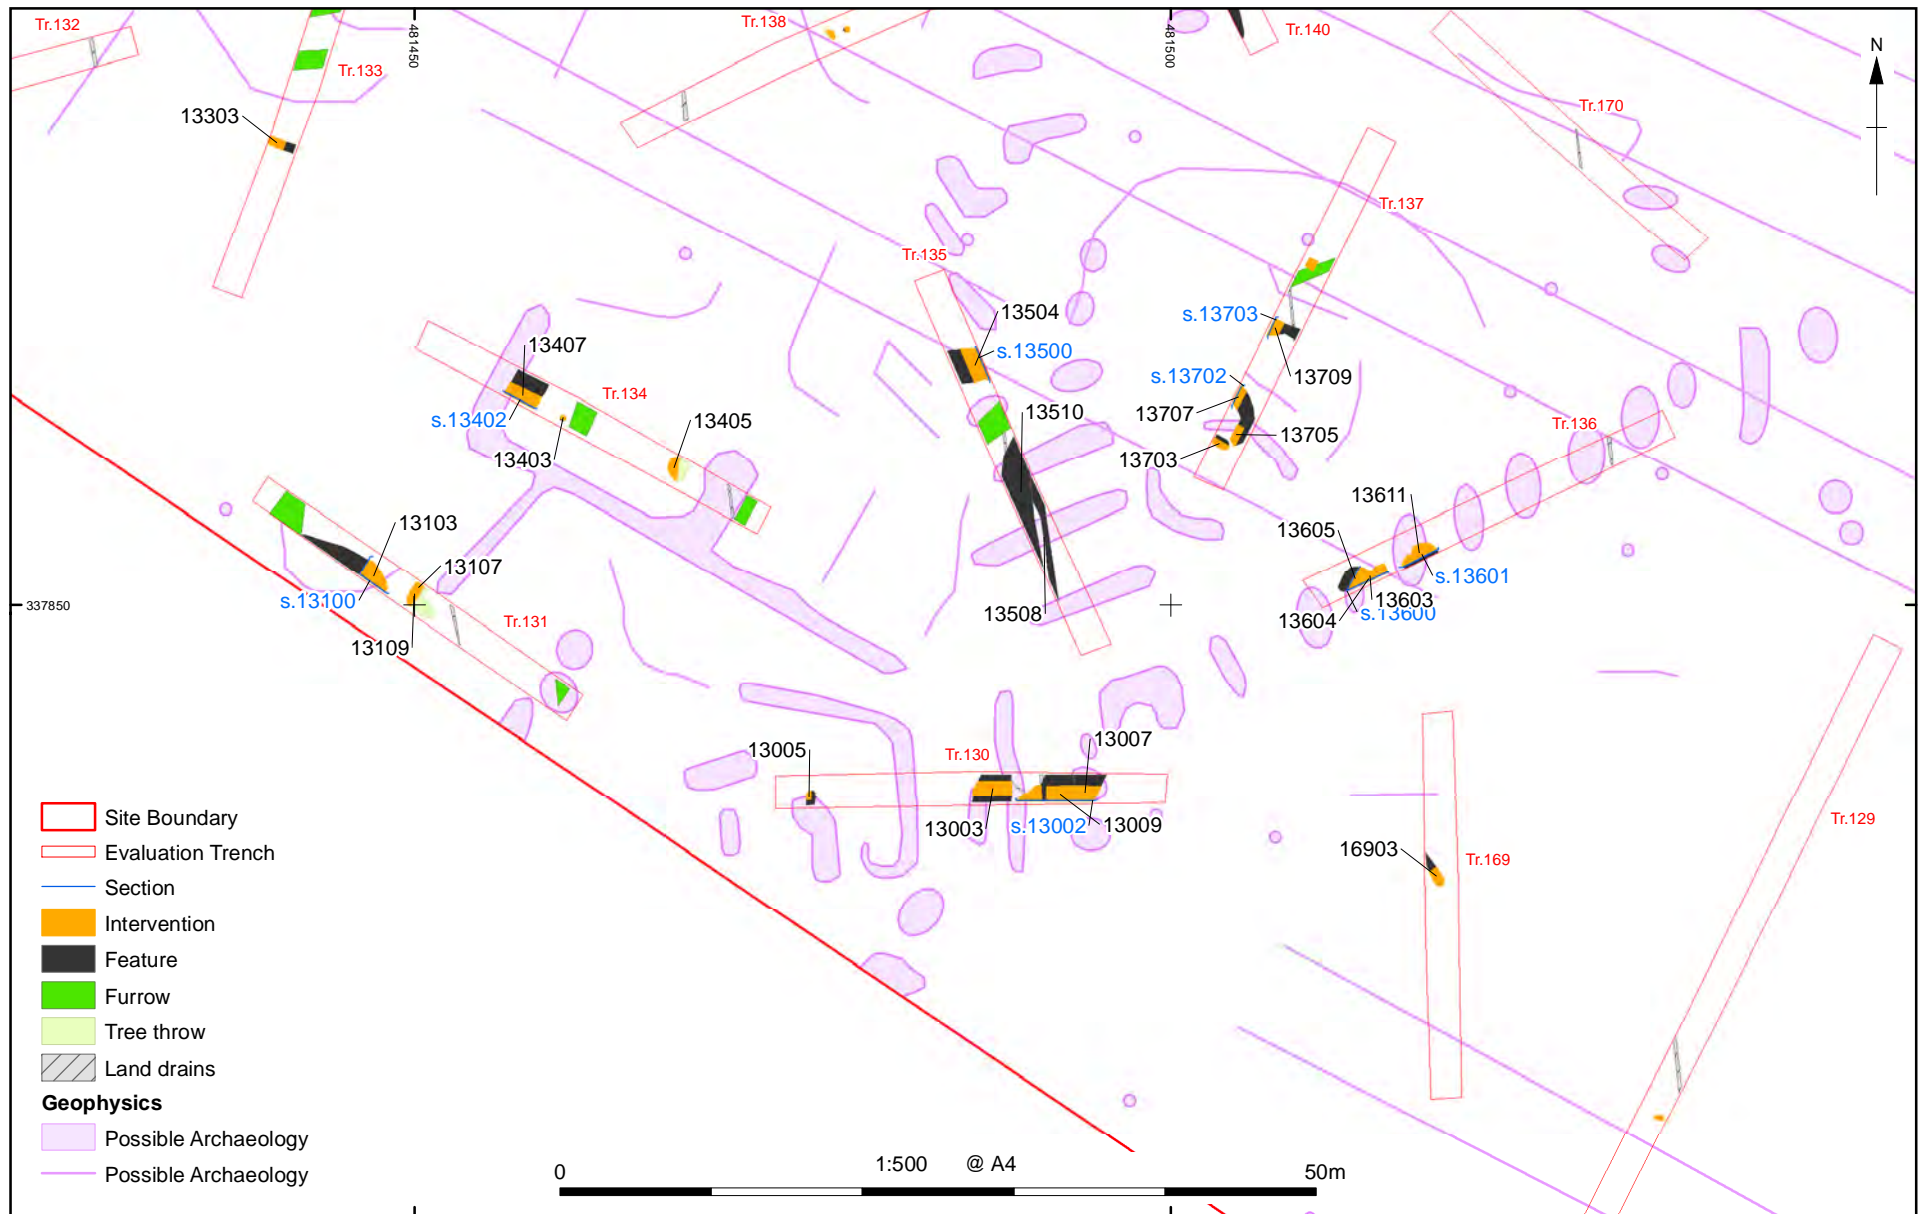 Tr.132
Tr.133
481450
Tr.138
481500
Tr.140
N
Tr.170
13303
Tr.137
Tr.135
13504
s.13500
s.13703
13709
13407
Tr.134
s.13402
13405
13403
13510
s.13702
13707
13705
13703
Tr.136
13611
13605
s.13601
13603
13604
s.13600
13103
13107
s.13100
Tr.131
13109
13508
337850
13005
Tr.130
13007
13003
s.13002
13009
16903
Tr.169
Tr.129
Site Boundary
Evaluation Trench
Section
Intervention
Feature
Furrow
Tree throw
Land drains
Geophysics
Possible Archaeology
Possible Archaeology
0
1:500 @ A4
50m